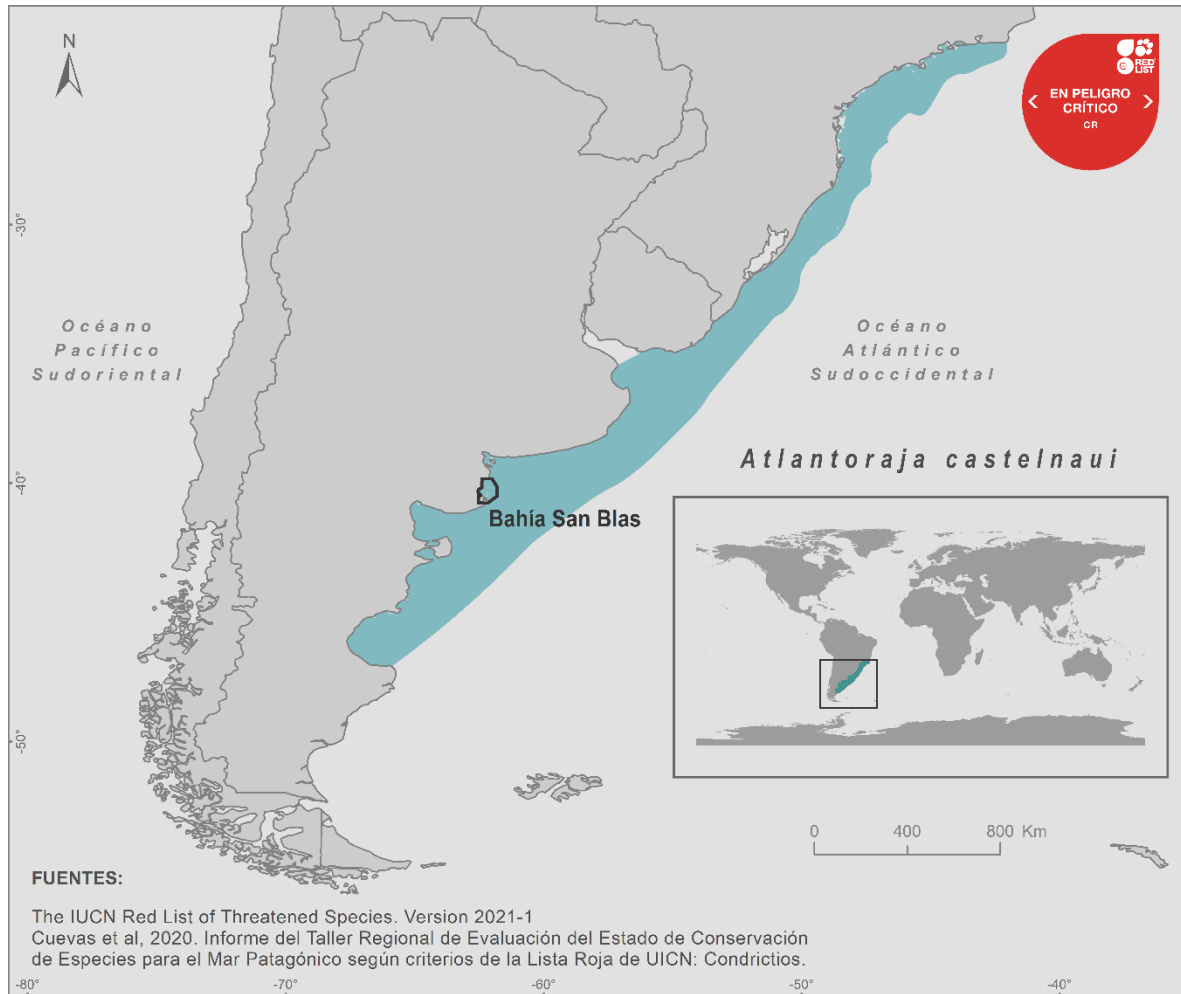 N
RED
LIST
EN PELIGRO
CRÍTICO
CR
-30°
Océano
Pacífico
Sudoriental
Océano
Atlántico
Sudoccidental
Atlantoraja castelnaui
-40°
Bahía San Blas
-50°
0 400 800 Km
FUENTES:
The IUCN Red List of Threatened Species. Version 2021-1
Cuevas et al, 2020. Informe del Taller Regional de Evaluación del Estado de Conservación
de Especies para el Mar Patagónico según criterios de la Lista Roja de UICN: Condrictios.
-80° -70° -60° -50° -40°